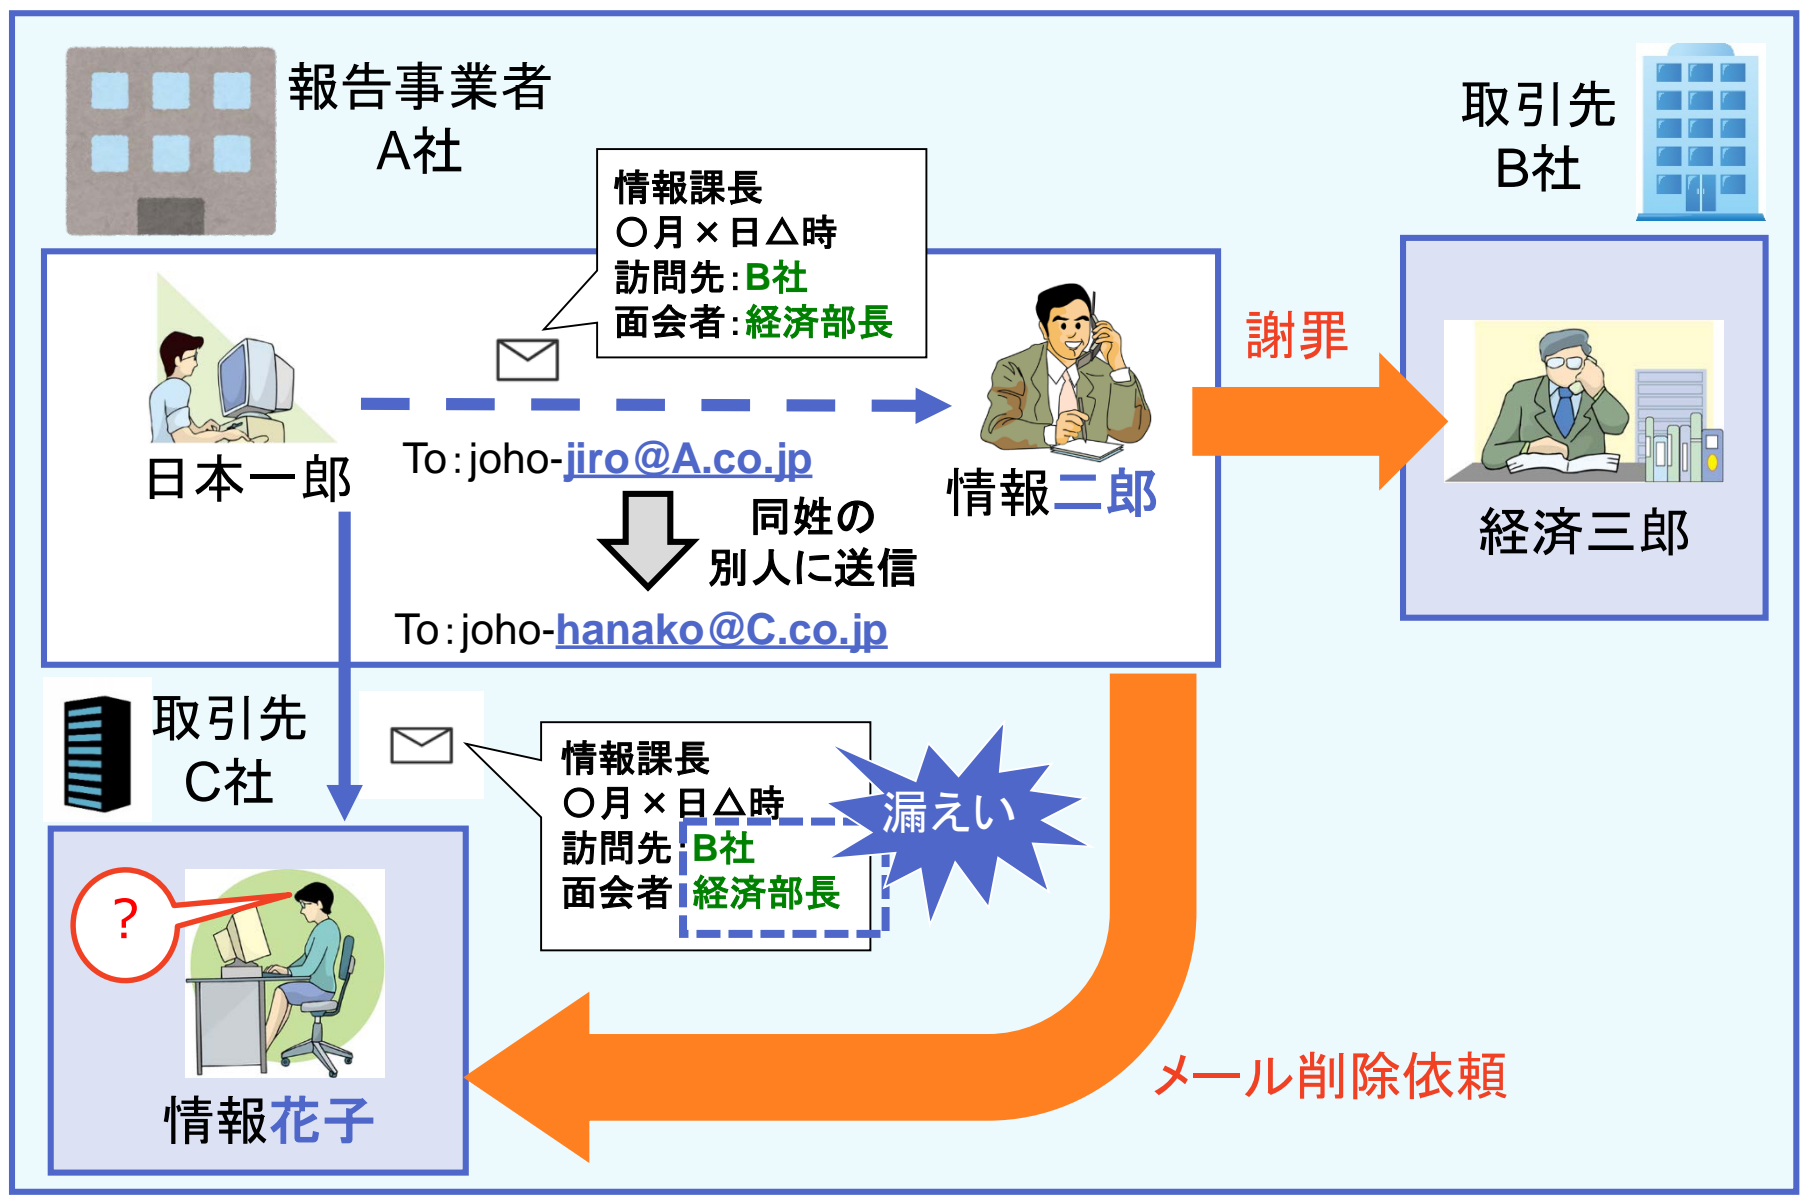 報告事業者
A社
取引先
B社
情報課長
〇月×日△時
訪問先：B社
面会者：経済部長
謝罪
日本一郎
To：joho-jiro@A.co.jp
情報二郎
同姓の
別人に送信
経済三郎
To：joho-hanako@C.co.jp
取引先
C社
情報課長
〇月×日△時
訪問先：B社
面会者 経済部長
漏えい
？
メール削除依頼
情報花子